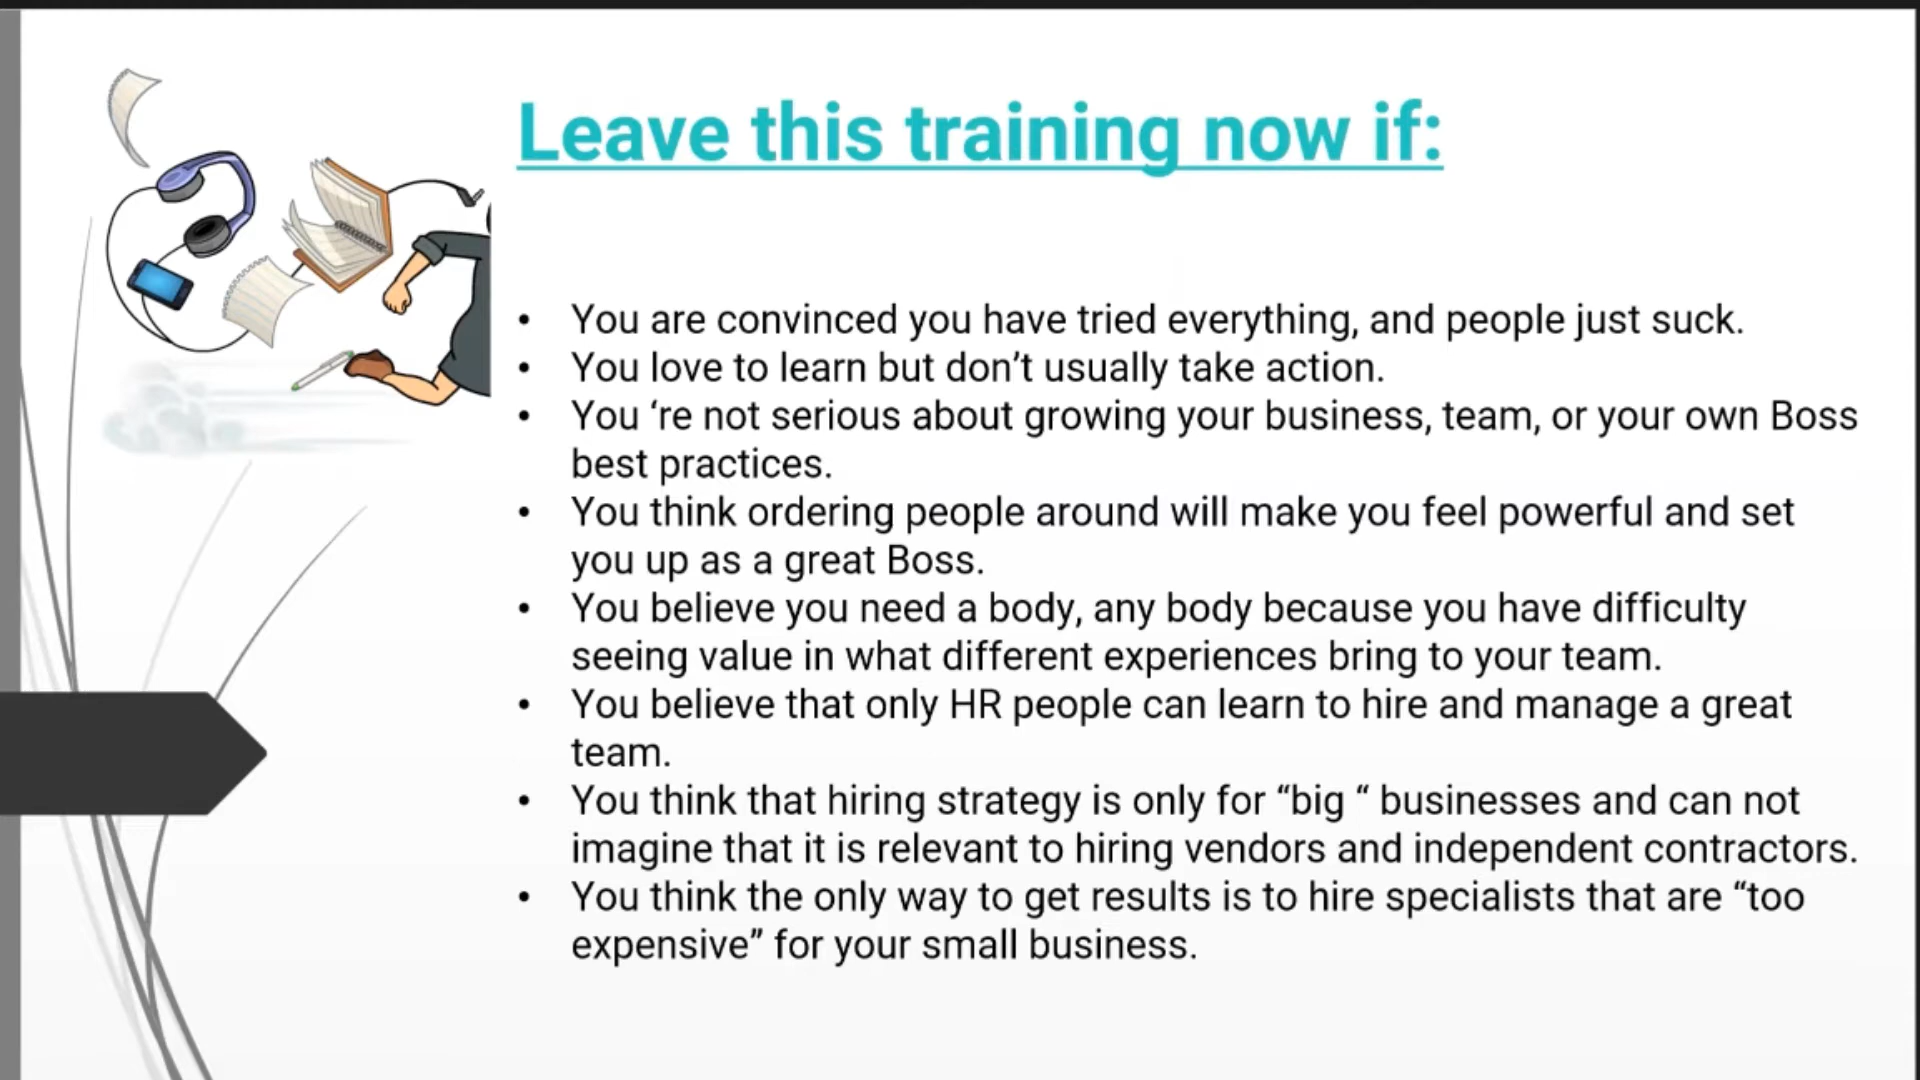 Leave this training now if:
• You are convinced you have tried everything, and people just suck.
• You love to learn but don’t usually take action.
• You ‘re not serious about growing your business, team, or your own Boss
best practices.
• You think ordering people around will make you feel powerful and set
you up as a great Boss.
• You believe you need a body, any body because you have difficulty
seeing value in what different experiences bring to your team.
• You believe that only HR people can learn to hire and manage a great
team.
• You think that hiring strategy is only for “big “ businesses and can not
imagine that it is relevant to hiring vendors and independent contractors.
• You think the only way to get results is to hire specialists that are “too
expensive” for your small business.